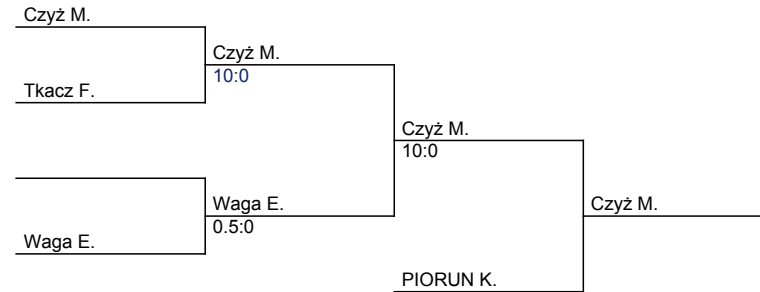 Czyż M.
Czyż M.
10:0
Tkacz F.
Czyż M.
10:0
Waga E.
0.5:0
Czyż M.
Waga E.
PIORUN K.